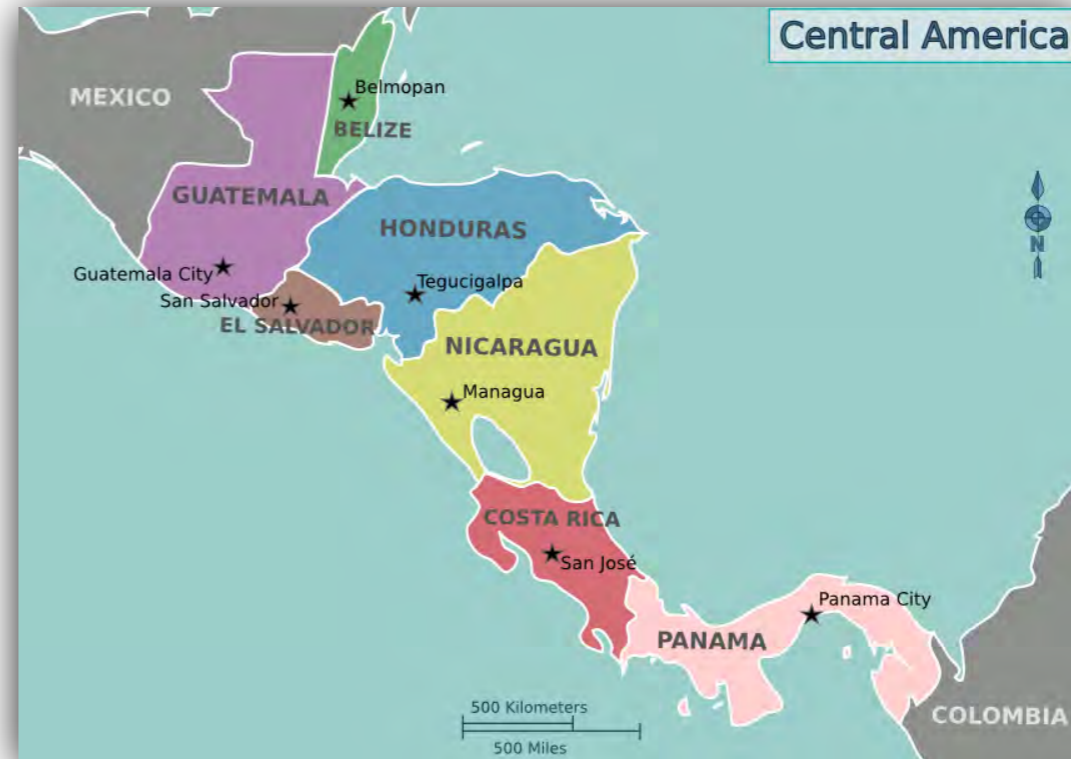 Central America
MEXICO
Belmopan
BELIZE
GUATEMALA
HONDURAS
Guatemala City
Tegucigalpa
San Salvador
EL SALVADOR
NICARAGUA
Managua
COSTA RICA
San José
Panama City
PANAMA
COLOMBIA
500 Kilometers
500 Miles
N